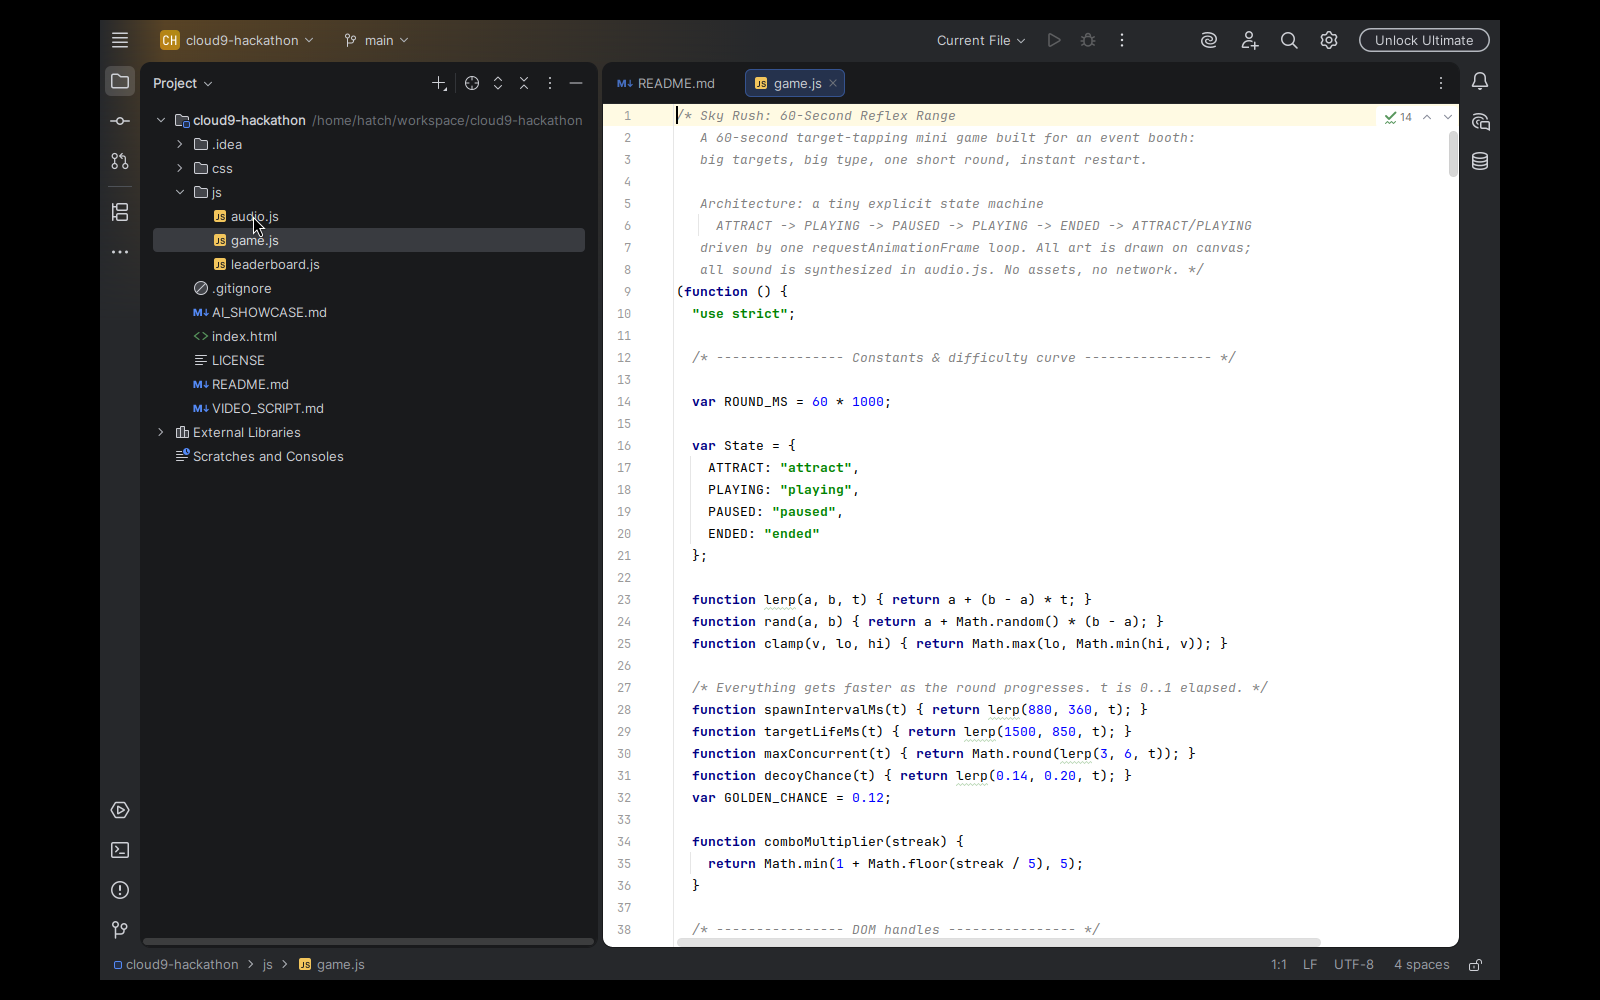 CH cloud9-hackathon main Current File Unlock Ultimate
Project
README.md
game.js
cloud9-hackathon /home/hatch/workspace/cloud9-hackathon
.idea
css
js
audio.js
game.js
leaderboard.js
.gitignore
AI_SHOWCASE.md
index.html
LICENSE
README.md
VIDEO_SCRIPT.md
External Libraries
Scratches and Consoles
14
1 /* Sky Rush: 60-Second Reflex Range
2 A 60-second target-tapping mini game built for an event booth:
3 big targets, big type, one short round, instant restart.
4
5 Architecture: a tiny explicit state machine
6 ATTRACT -> PLAYING -> PAUSED -> PLAYING -> ENDED -> ATTRACT/PLAYING
7 driven by one requestAnimationFrame loop. All art is drawn on canvas;
8 all sound is synthesized in audio.js. No assets, no network. */
9 (function () {
10 "use strict";
11
12 /* ---------------- Constants & difficulty curve ---------------- */
13
14 var ROUND_MS = 60 * 1000;
15
16 var State = {
17 ATTRACT: "attract",
18 PLAYING: "playing",
19 PAUSED: "paused",
20 ENDED: "ended"
21 };
22
23 function lerp(a, b, t) { return a + (b - a) * t; }
24 function rand(a, b) { return a + Math.random() * (b - a); }
25 function clamp(v, lo, hi) { return Math.max(lo, Math.min(hi, v)); }
26
27 /* Everything gets faster as the round progresses. t is 0..1 elapsed. */
28 function spawnIntervalMs(t) { return lerp(880, 360, t); }
29 function targetLifeMs(t) { return lerp(1500, 850, t); }
30 function maxConcurrent(t) { return Math.round(lerp(3, 6, t)); }
31 function decoyChance(t) { return lerp(0.14, 0.20, t); }
32 var GOLDEN_CHANCE = 0.12;
33
34 function comboMultiplier(streak) {
35 return Math.min(1 + Math.floor(streak / 5), 5);
36 }
37
38 /* ---------------- DOM handles ---------------- */
cloud9-hackathon > js > game.js 1:1 LF UTF-8 4 spaces